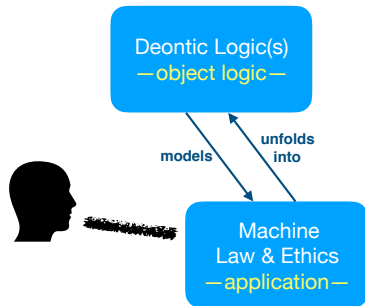 Deontic Logic(s)
—object logic—
models
unfolds
into
Machine
Law & Ethics
—application—